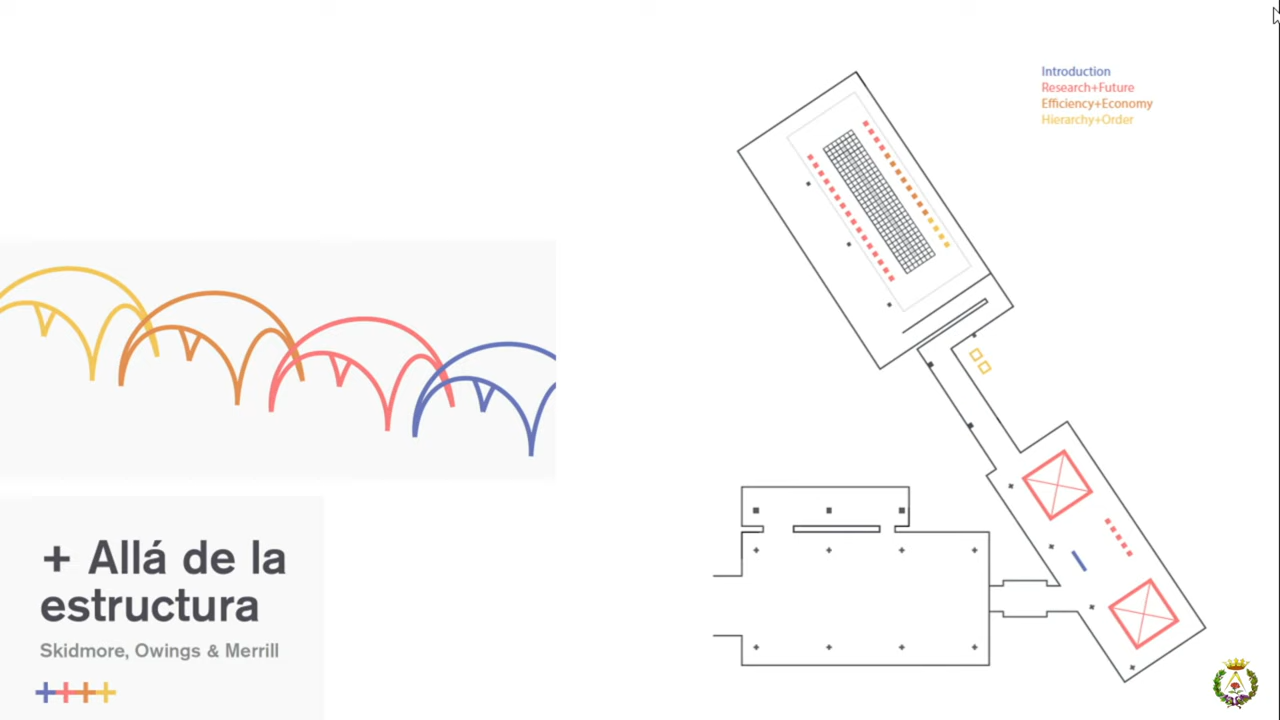 Introduction
Research+Future
Efficiency+Economy
Hierarchy+Order
+ Allá de la
estructura
Skidmore, Owings & Merrill